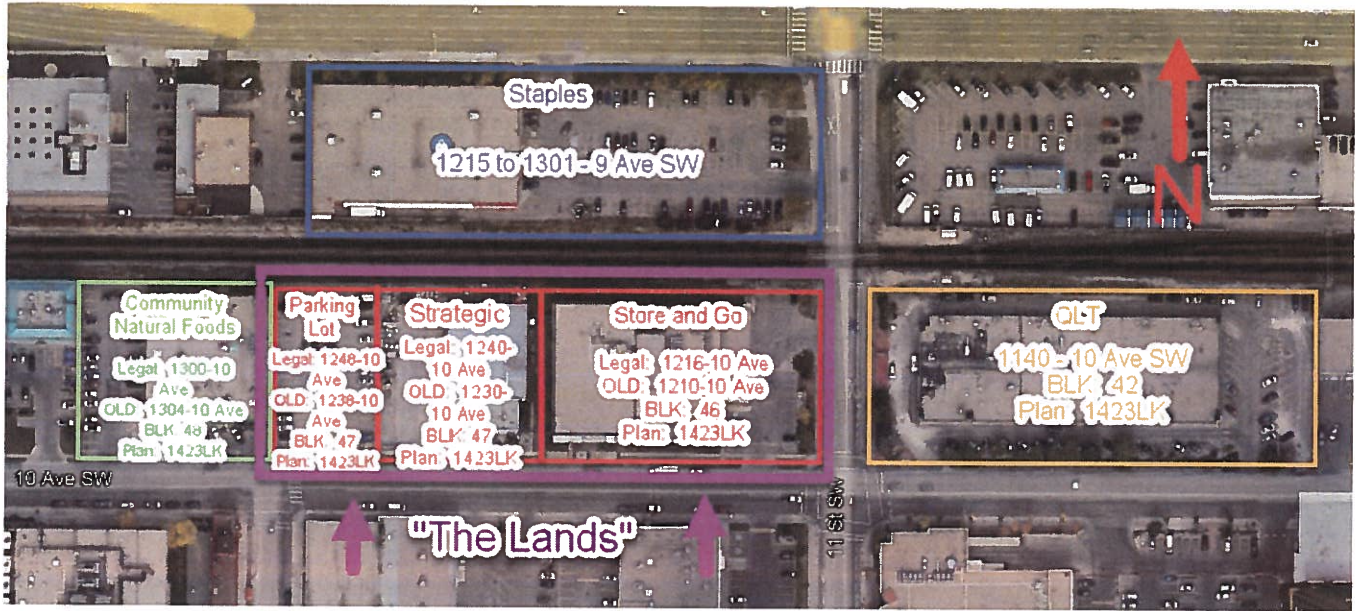 Staples
1215 to 1301 - 9 Ave SW
N
Community
Natural Foods
Legal: 1300-10
Ave
OLD: 1304-10 Ave
BLK: 48
Plan: 1423LK
Parking
Lot
Legal: 1248-10
Ave
OLD: 1238-10
Ave
BLK: 47
Plan: 1423LK
Strategic
Legal: 1240-
10 Ave
OLD: 1230-
10 Ave
BLK: 47
Plan: 1423LK
Store and Go
Legal: 1216-10 Ave
OLD: 1210-10 Ave
BLK: 46
Plan: 1423LK
QLT
1140 - 10 Ave SW
BLK: 42
Plan: 1423LK
10 Ave SW
11 St SW
"The Lands"